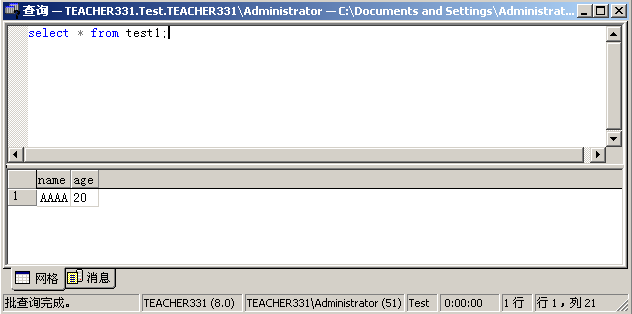 查询 — TEACHER331.Test.TEACHER331\Administrator — C:\Documents and Settings\Administrat...
select * from test1;
name age
1 AAAA 20
网格 消息
批查询完成。 TEACHER331 (8.0) TEACHER331\Administrator (51) Test 0:00:00 1 行 行 1，列 21